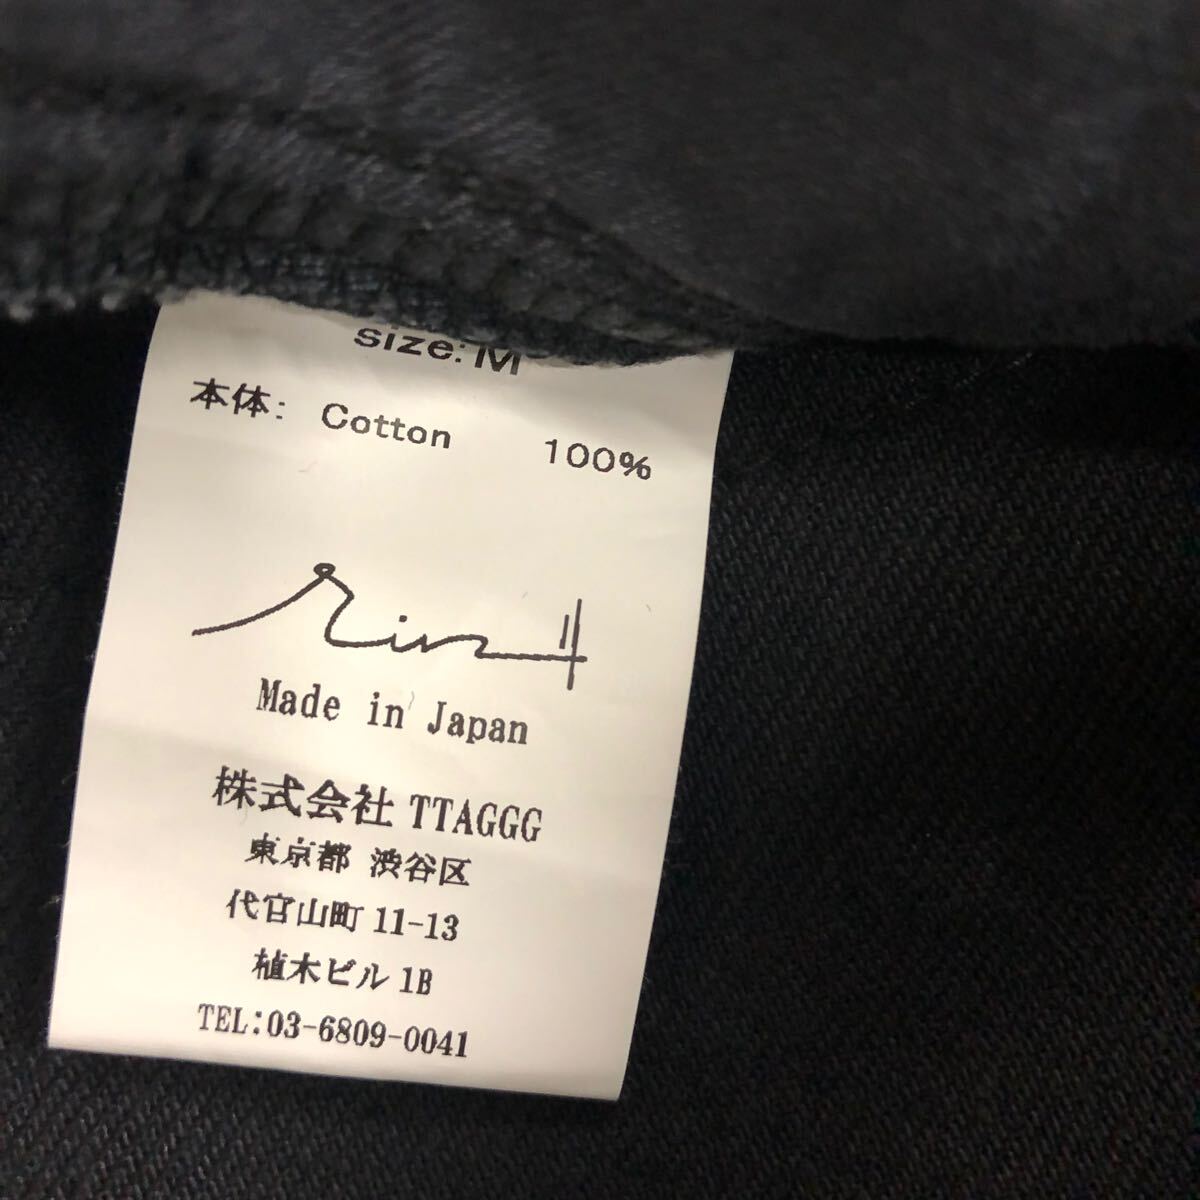 size: M
本体: Cotton 100%
rin
Made in Japan
株式会社 TTAGGG
東京都 渋谷区
代官山町 11-13
植木ビル 1B
TEL:03-6809-0041